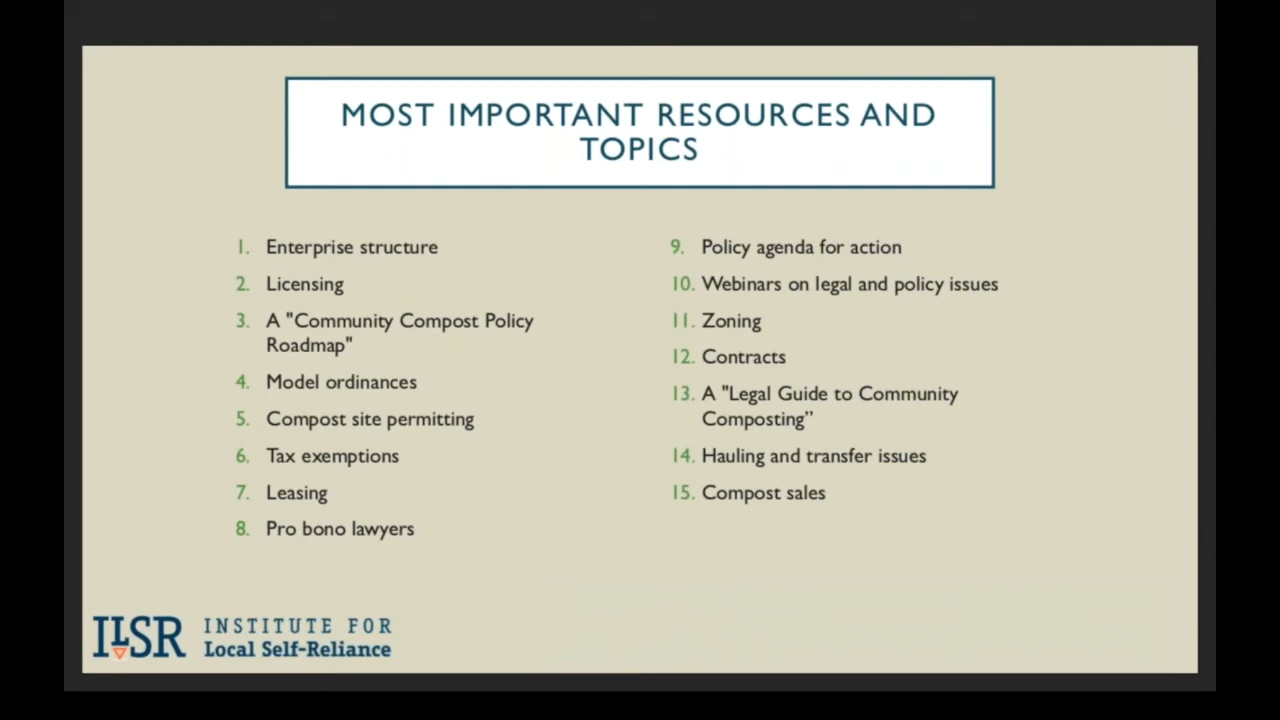 MOST IMPORTANT RESOURCES AND
TOPICS
1. Enterprise structure
2. Licensing
3. A "Community Compost Policy
Roadmap"
4. Model ordinances
5. Compost site permitting
6. Tax exemptions
7. Leasing
8. Pro bono lawyers
9. Policy agenda for action
10. Webinars on legal and policy issues
11. Zoning
12. Contracts
13. A "Legal Guide to Community
Composting”
14. Hauling and transfer issues
15. Compost sales
ILSR
INSTITUTE FOR
Local Self-Reliance